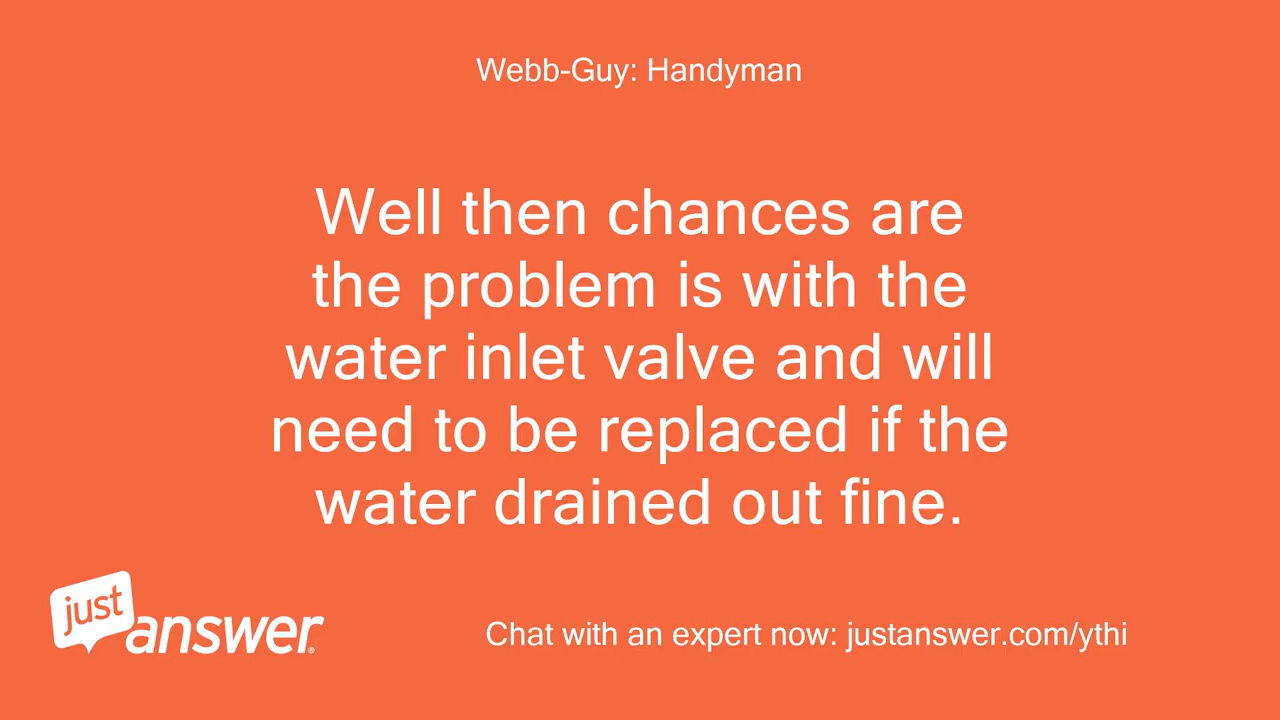 Webb-Guy: Handyman
Well then chances are
the problem is with the
water inlet valve and will
need to be replaced if the
water drained out fine.
just
answer®
Chat with an expert now: justanswer.com/ythi